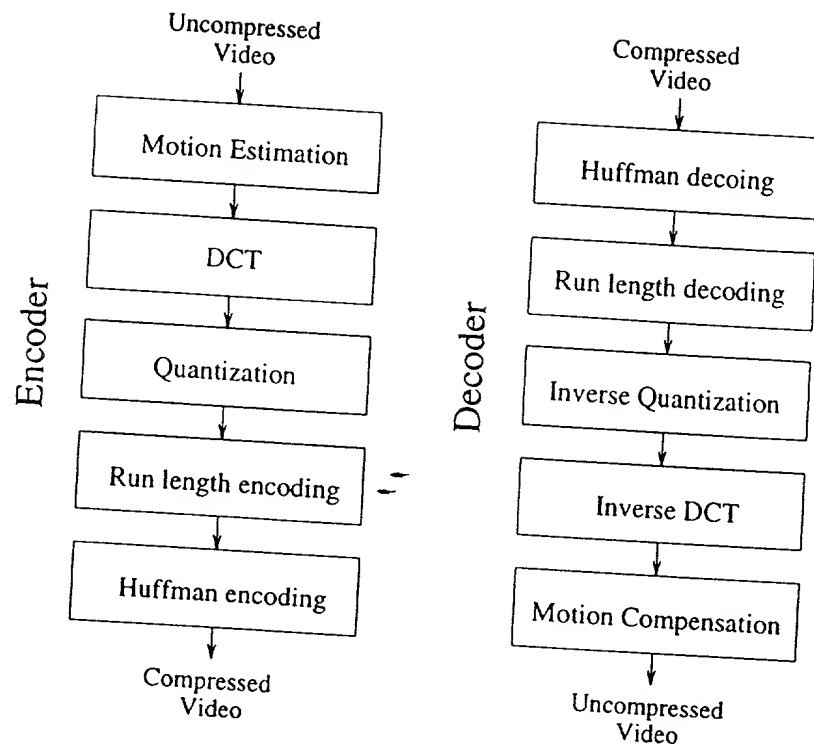 Uncompressed
Video
Motion Estimation
DCT
Quantization
Run length encoding
Huffman encoding
Compressed
Video
Encoder
Compressed
Video
Huffman decoing
Run length decoding
Inverse Quantization
Inverse DCT
Motion Compensation
Uncompressed
Video
Decoder